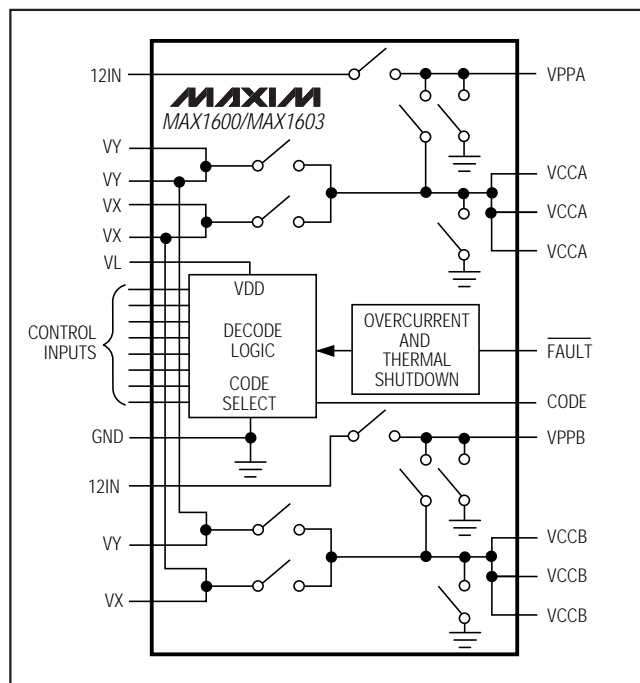 12IN
MAXIM
MAX1600/MAX1603
VPPA
VY
VY
VX
VX
VL
VCCA
VCCA
VCCA
CONTROL
INPUTS
VDD
DECODE
LOGIC
CODE
SELECT
OVERCURRENT
AND
THERMAL
SHUTDOWN
FAULT
CODE
GND
VPPB
12IN
VY
VX
VCCB
VCCB
VCCB